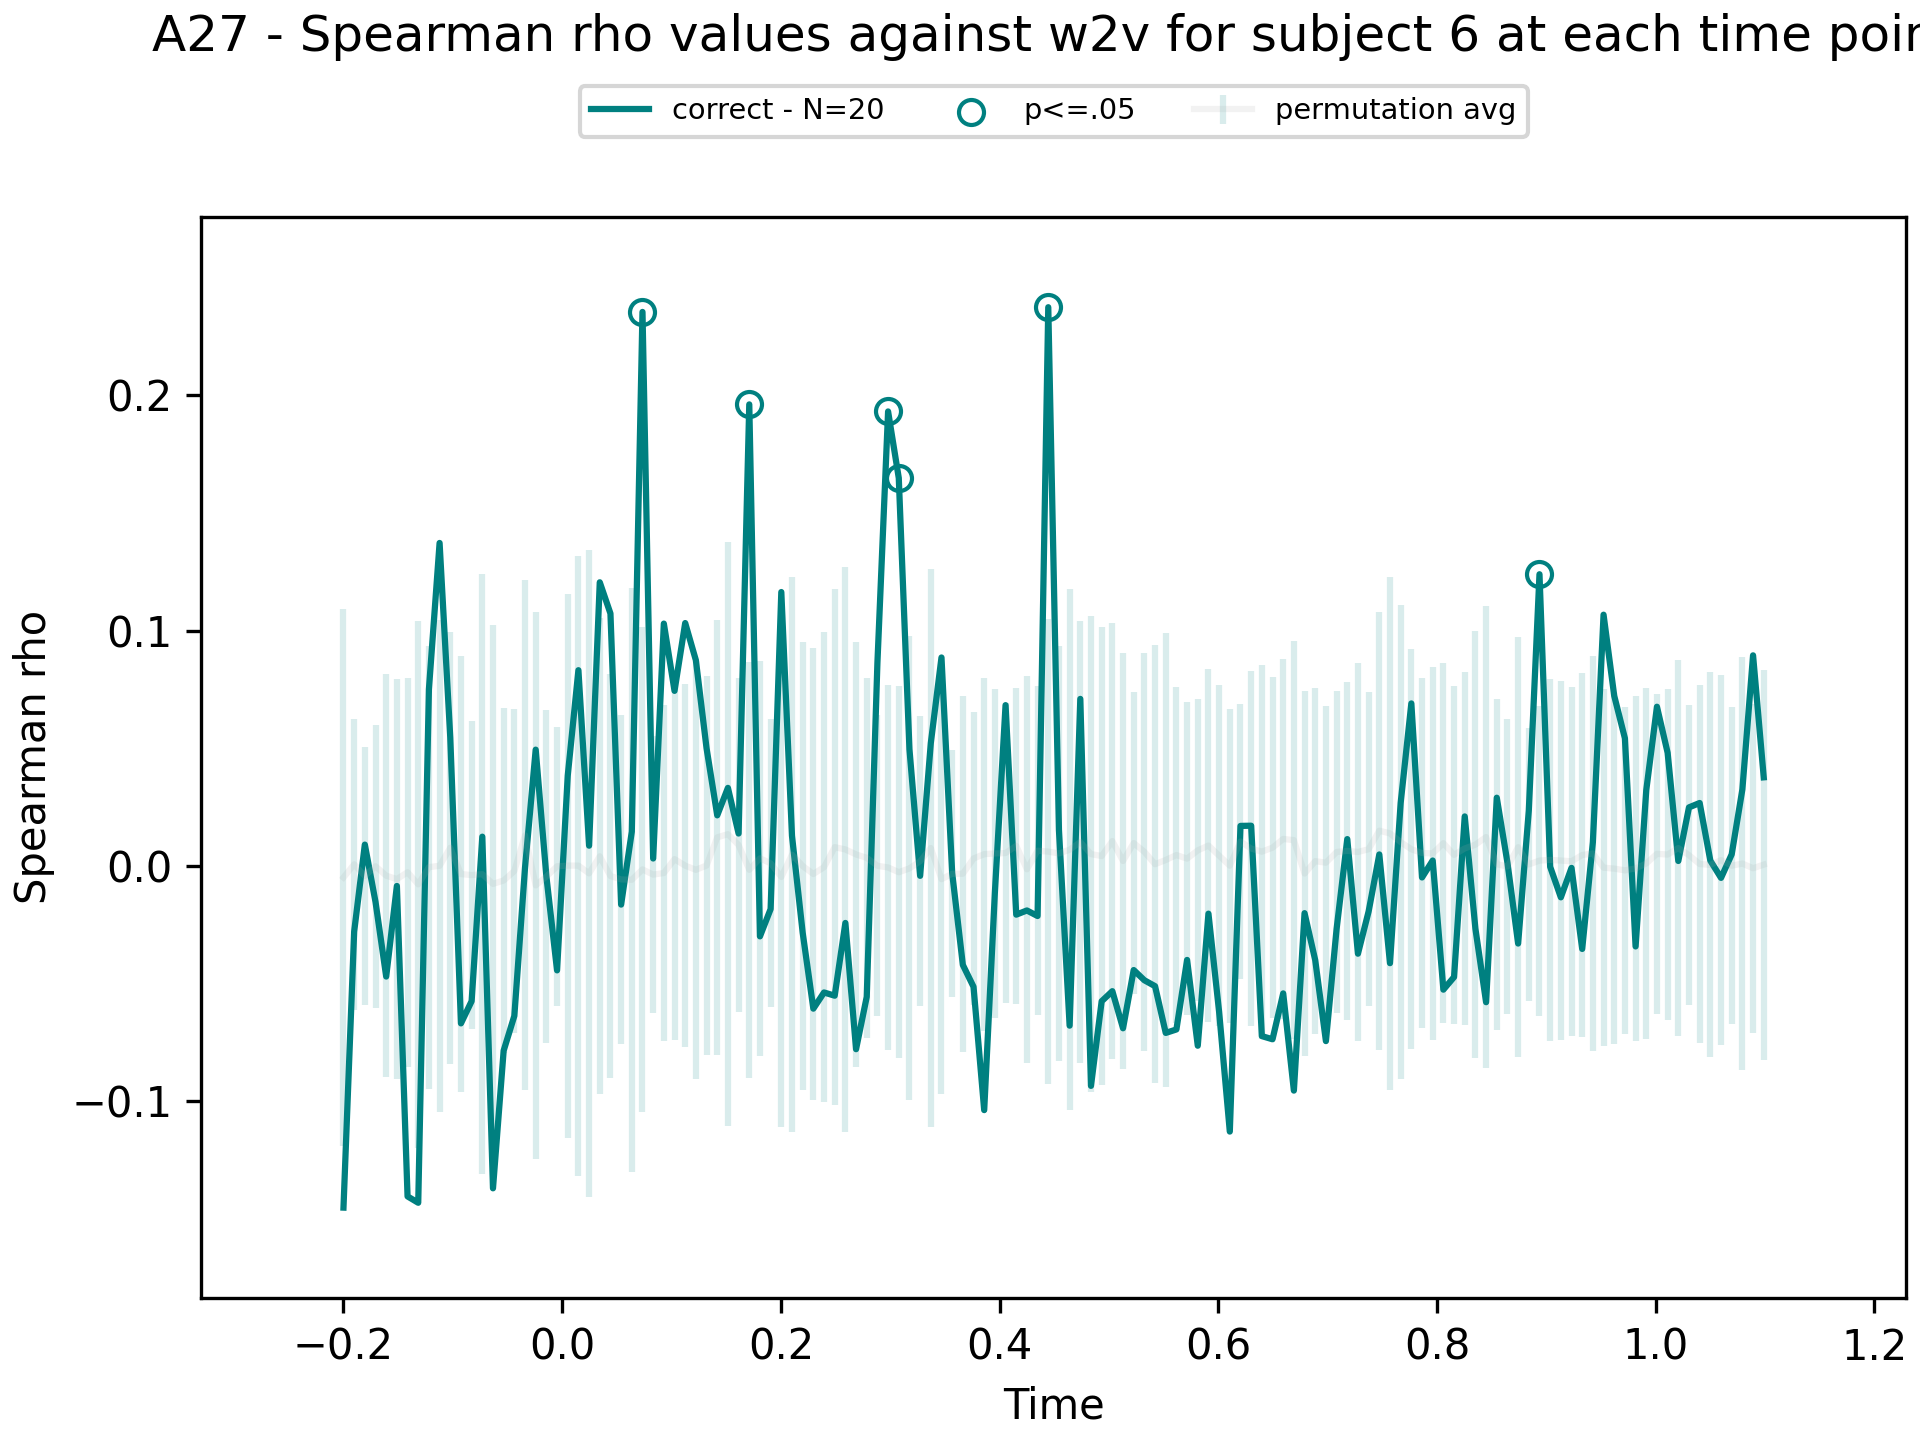 A27 - Spearman rho values against w2v for subject 6 at each time poin
correct - N=20 p<=.05 permutation avg
Spearman rho
0.2
0.1
0.0
−0.1
−0.2 0.0 0.2 0.4 0.6 0.8 1.0 1.2
Time